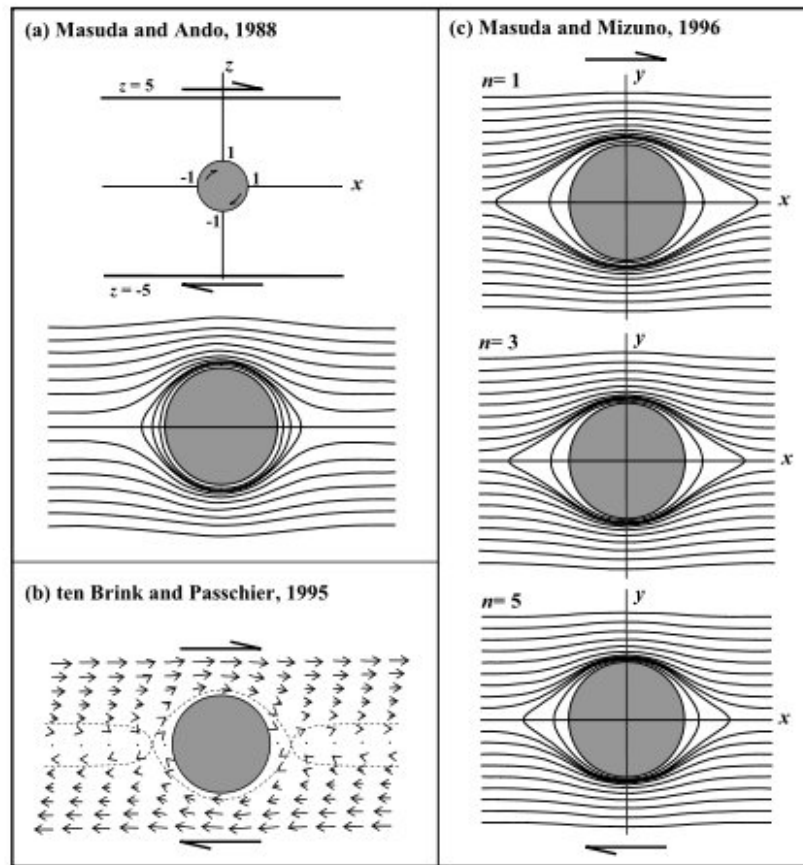 (a) Masuda and Ando, 1988
z
z = 5
1
-1
1
x
-1
z = -5
(b) ten Brink and Passchier, 1995
(c) Masuda and Mizuno, 1996
n= 1
y
x
n= 3
y
x
n= 5
y
x